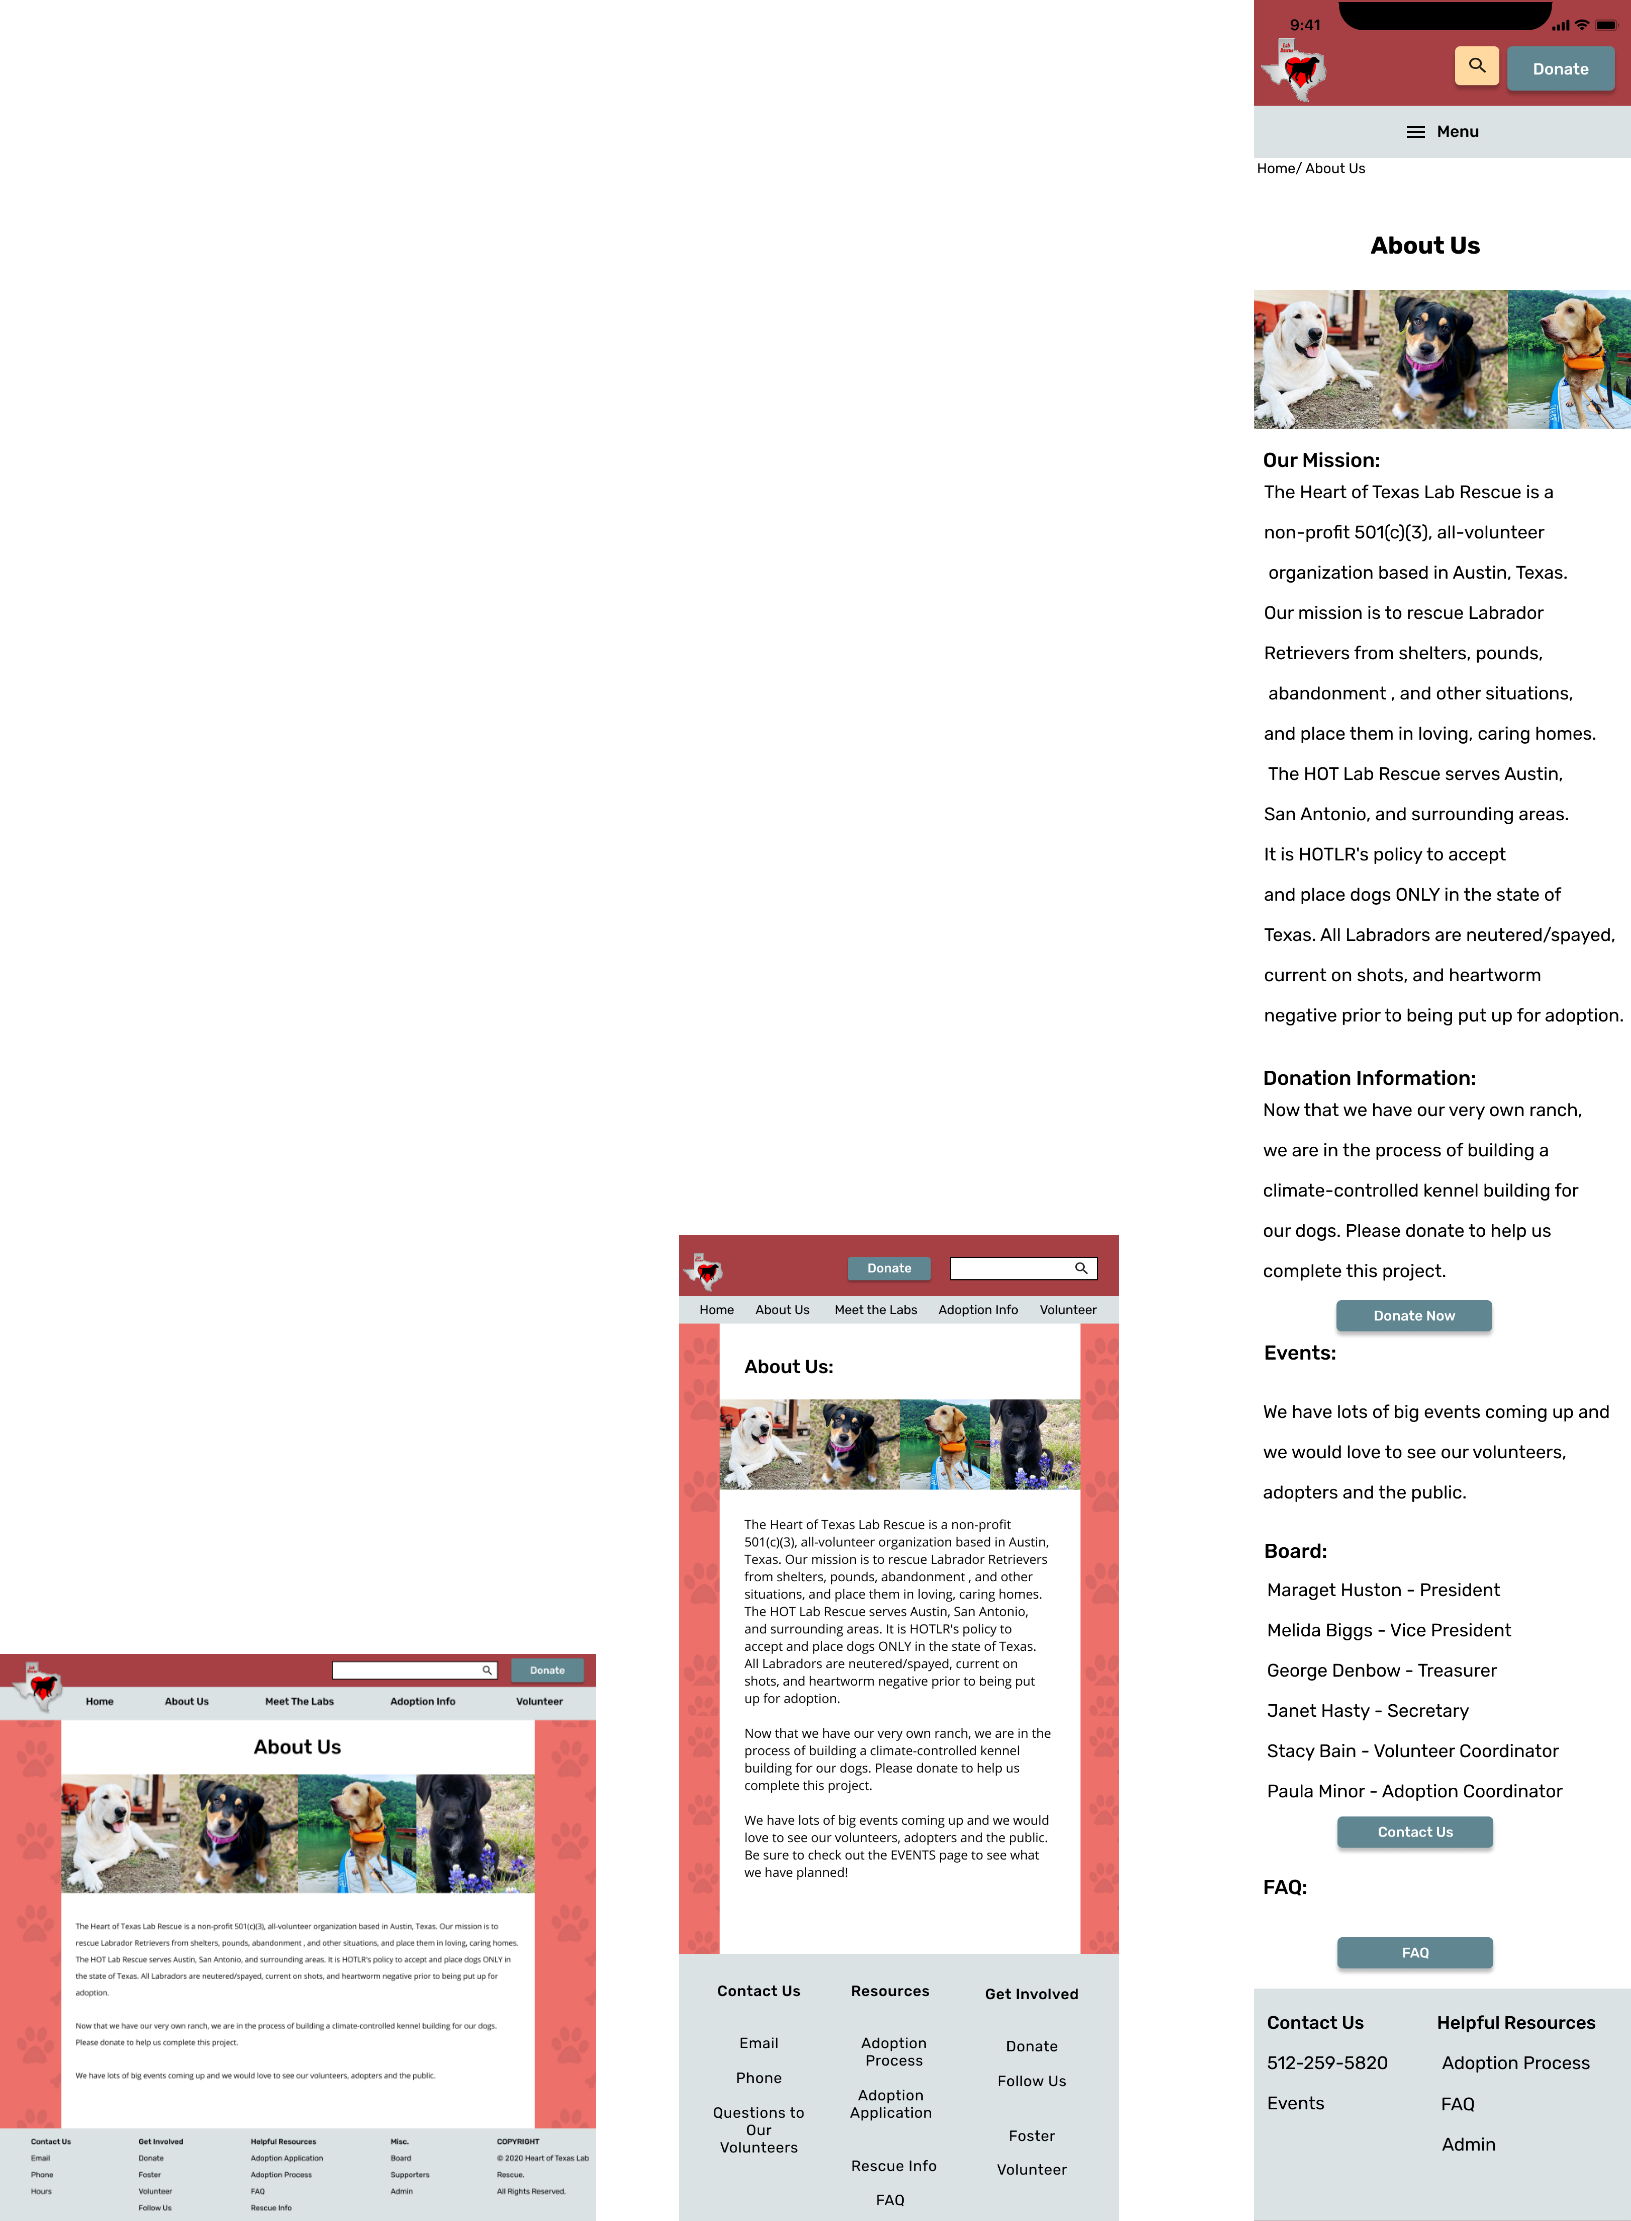 9:41
Lab
Rescue
Donate
Menu
Home/ About Us
About Us
Our Mission:
The Heart of Texas Lab Rescue is a
non-profit 501(c)(3), all-volunteer
organization based in Austin, Texas.
Our mission is to rescue Labrador
Retrievers from shelters, pounds,
abandonment , and other situations,
and place them in loving, caring homes.
The HOT Lab Rescue serves Austin,
San Antonio, and surrounding areas.
It is HOTLR's policy to accept
and place dogs ONLY in the state of
Texas. All Labradors are neutered/spayed,
current on shots, and heartworm
negative prior to being put up for adoption.
Donation Information:
Now that we have our very own ranch,
we are in the process of building a
climate-controlled kennel building for
our dogs. Please donate to help us
complete this project.
Donate Now
Events:
We have lots of big events coming up and
we would love to see our volunteers,
adopters and the public.
Board:
Maraget Huston - President
Melida Biggs - Vice President
George Denbow - Treasurer
Janet Hasty - Secretary
Stacy Bain - Volunteer Coordinator
Paula Minor - Adoption Coordinator
Contact Us
FAQ:
FAQ
Contact Us
512-259-5820
Events
Helpful Resources
Adoption Process
FAQ
Admin
Donate
Home About Us Meet the Labs Adoption Info Volunteer
About Us:
The Heart of Texas Lab Rescue is a non-profit
501(c)(3), all-volunteer organization based in Austin,
Texas. Our mission is to rescue Labrador Retrievers
from shelters, pounds, abandonment , and other
situations, and place them in loving, caring homes.
The HOT Lab Rescue serves Austin, San Antonio,
and surrounding areas. It is HOTLR's policy to
accept and place dogs ONLY in the state of Texas.
All Labradors are neutered/spayed, current on
shots, and heartworm negative prior to being put
up for adoption.
Now that we have our very own ranch, we are in the
process of building a climate-controlled kennel
building for our dogs. Please donate to help us
complete this project.
We have lots of big events coming up and we would
love to see our volunteers, adopters and the public.
Be sure to check out the EVENTS page to see what
we have planned!
Contact Us
Email
Phone
Questions to
Our
Volunteers
Resources
Adoption
Process
Adoption
Application
Rescue Info
FAQ
Get Involved
Donate
Follow Us
Foster
Volunteer
Donate
Home About Us Meet The Labs Adoption Info Volunteer
About Us
The Heart of Texas Lab Rescue is a non-profit 501(c)(3), all-volunteer organization based in Austin, Texas. Our mission is to
rescue Labrador Retrievers from shelters, pounds, abandonment , and other situations, and place them in loving, caring homes.
The HOT Lab Rescue serves Austin, San Antonio, and surrounding areas. It is HOTLR's policy to accept and place dogs ONLY in
the state of Texas. All Labradors are neutered/spayed, current on shots, and heartworm negative prior to being put up for
adoption.
Now that we have our very own ranch, we are in the process of building a climate-controlled kennel building for our dogs.
Please donate to help us complete this project.
We have lots of big events coming up and we would love to see our volunteers, adopters and the public.
Contact Us
Email
Phone
Hours
Get Involved
Donate
Foster
Volunteer
Follow Us
Helpful Resources
Adoption Application
Adoption Process
FAQ
Rescue Info
Misc.
Board
Supporters
Admin
COPYRIGHT
© 2020 Heart of Texas Lab
Rescue.
All Rights Reserved.